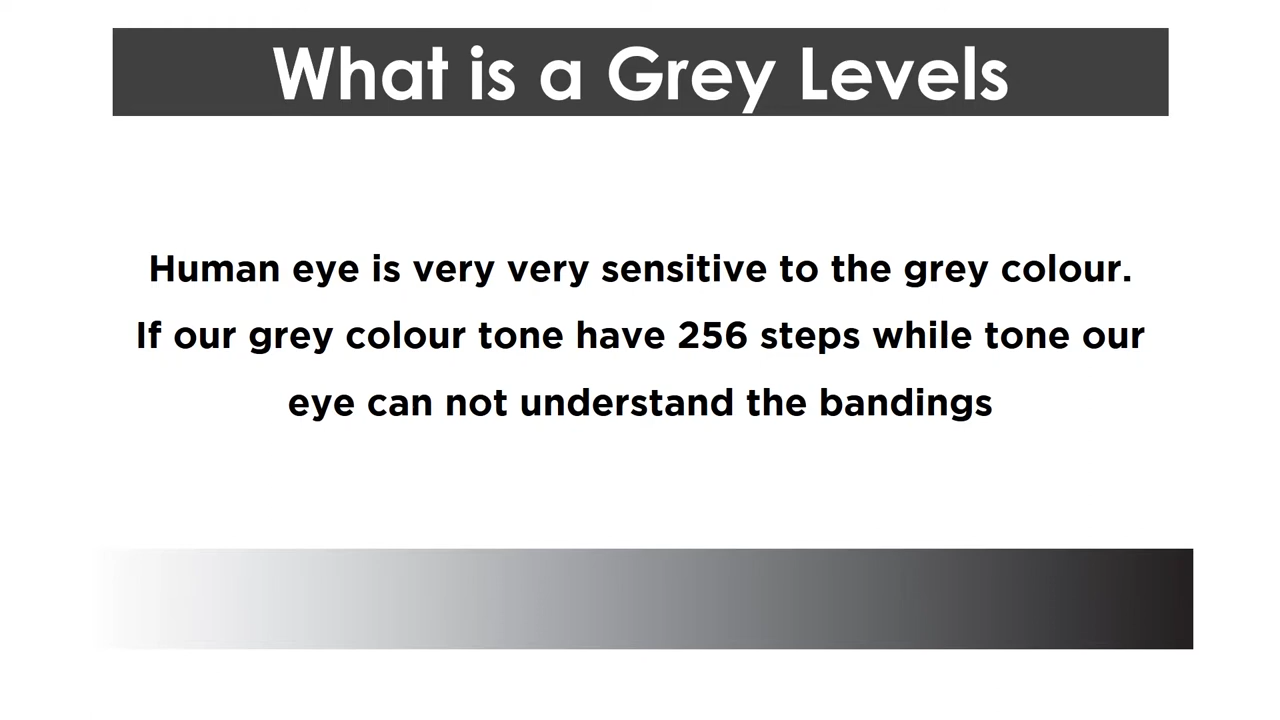 What is a Grey Levels
Human eye is very very sensitive to the grey colour.
If our grey colour tone have 256 steps while tone our
eye can not understand the bandings